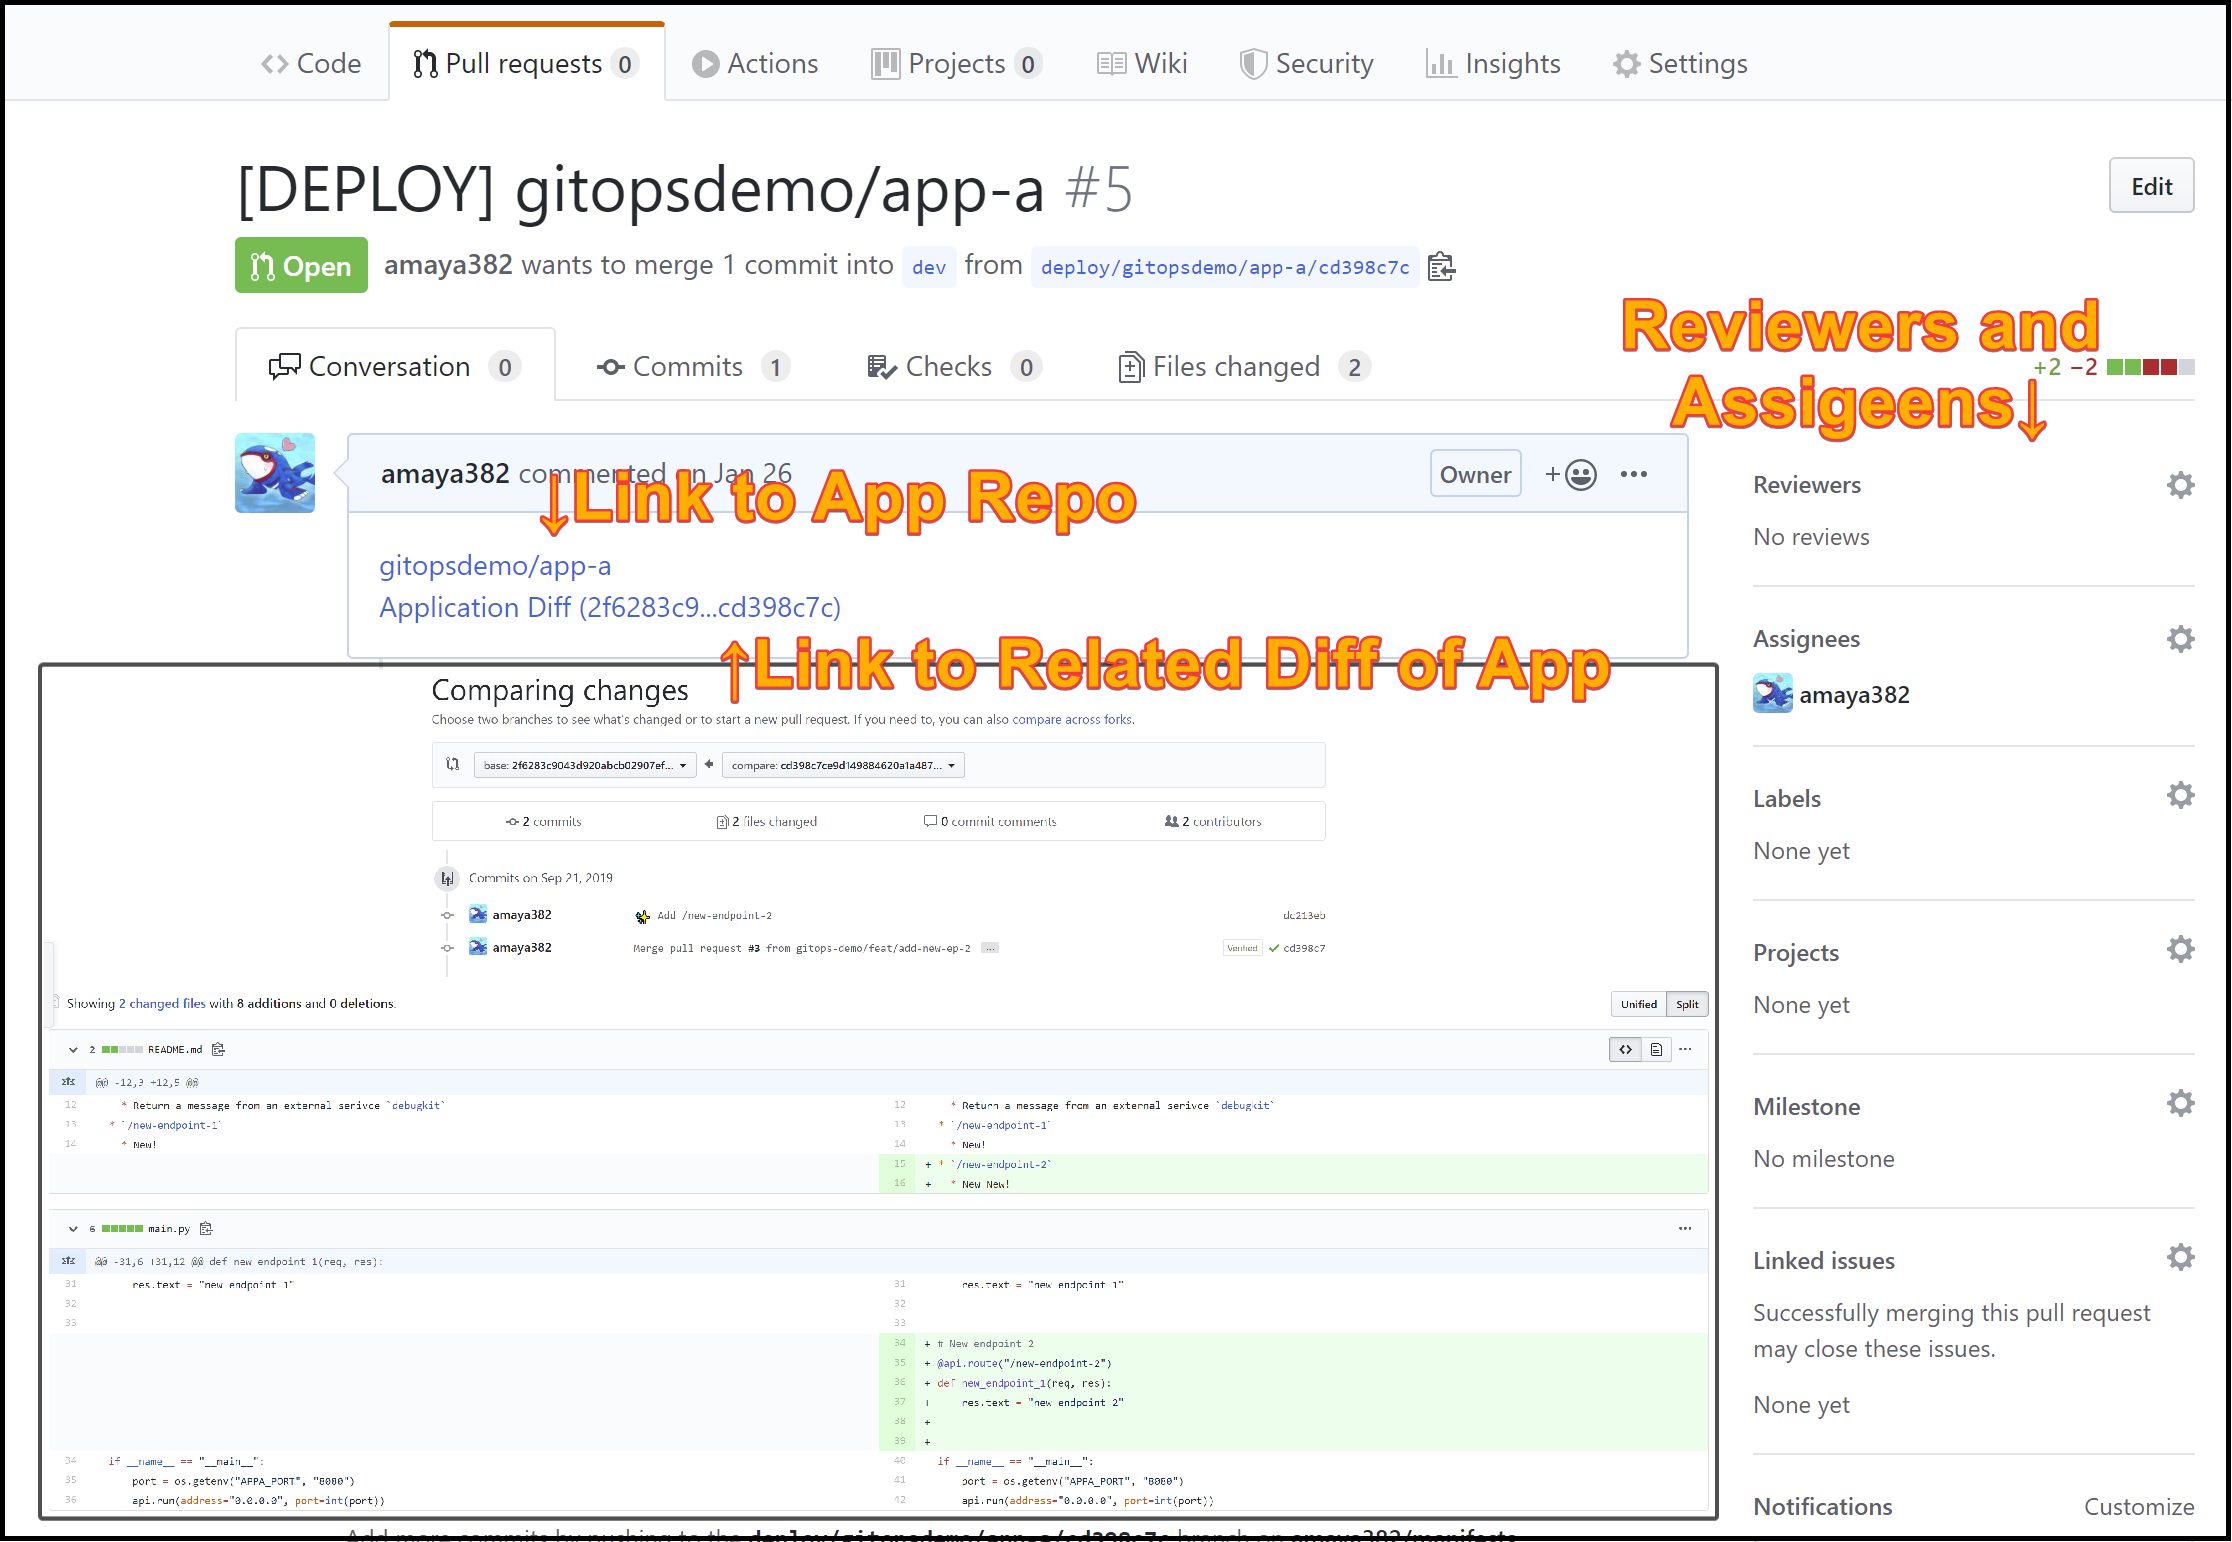 Code Pull requests 0 Actions Projects 0 Wiki Security Insights Settings
[DEPLOY] gitopsdemo/app-a #5
Edit
Open amaya382 wants to merge 1 commit into dev from deploy/gitopsdemo/app-a/cd398c7c
Reviewers and
Assigeens↓
Conversation 0 Commits 1 Checks 0 Files changed 2
+2 −2
amaya382 commented on Jan 26
Owner
↓Link to App Repo
gitopsdemo/app-a
Application Diff (2f6283c9...cd398c7c)
↑Link to Related Diff of App
Comparing changes
Choose two branches to see what's changed or to start a new pull request. If you need to, you can also compare across forks.
base: 2f6283c9043d920abcb02907ef... compare: cd398c7ce9d149884620a1a487...
2 commits 2 files changed 0 commit comments 2 contributors
Commits on Sep 21, 2019
amaya382 Add /new-endpoint-2 dc213eb
amaya382 Merge pull request #3 from gitops-demo/feat/add-new-ep-2 ... Verified cd398c7
Showing 2 changed files with 8 additions and 0 deletions.
Unified Split
2 README.md
@@ -12,3 +12,5 @@
12 * Return a message from an external serivce `debugkit` 12 * Return a message from an external serivce `debugkit`
13 * `/new-endpoint-1` 13 * `/new-endpoint-1`
14 * New! 14 * New!
15 + * `/new-endpoint-2`
16 + * New New!
6 main.py
@@ -31,6 +31,12 @@ def new_endpoint_1(req, res):
31 res.text = "new endpoint 1" 31 res.text = "new endpoint 1"
32 32
33 33
34 + # New endpoint 2
35 + @api.route("/new-endpoint-2")
36 + def new_endpoint_1(req, res):
37 + res.text = "new endpoint 2"
38 +
39 +
34 if __name__ == "__main__": 40 if __name__ == "__main__":
35 port = os.getenv("APPA_PORT", "8080") 41 port = os.getenv("APPA_PORT", "8080")
36 api.run(address="0.0.0.0", port=int(port)) 42 api.run(address="0.0.0.0", port=int(port))
Add more commits by pushing to the deploy/gitopsdemo/app-a/cd398c7c branch on amaya382/manifests
Reviewers
No reviews
Assignees
amaya382
Labels
None yet
Projects
None yet
Milestone
No milestone
Linked issues
Successfully merging this pull request
may close these issues.
None yet
Notifications Customize